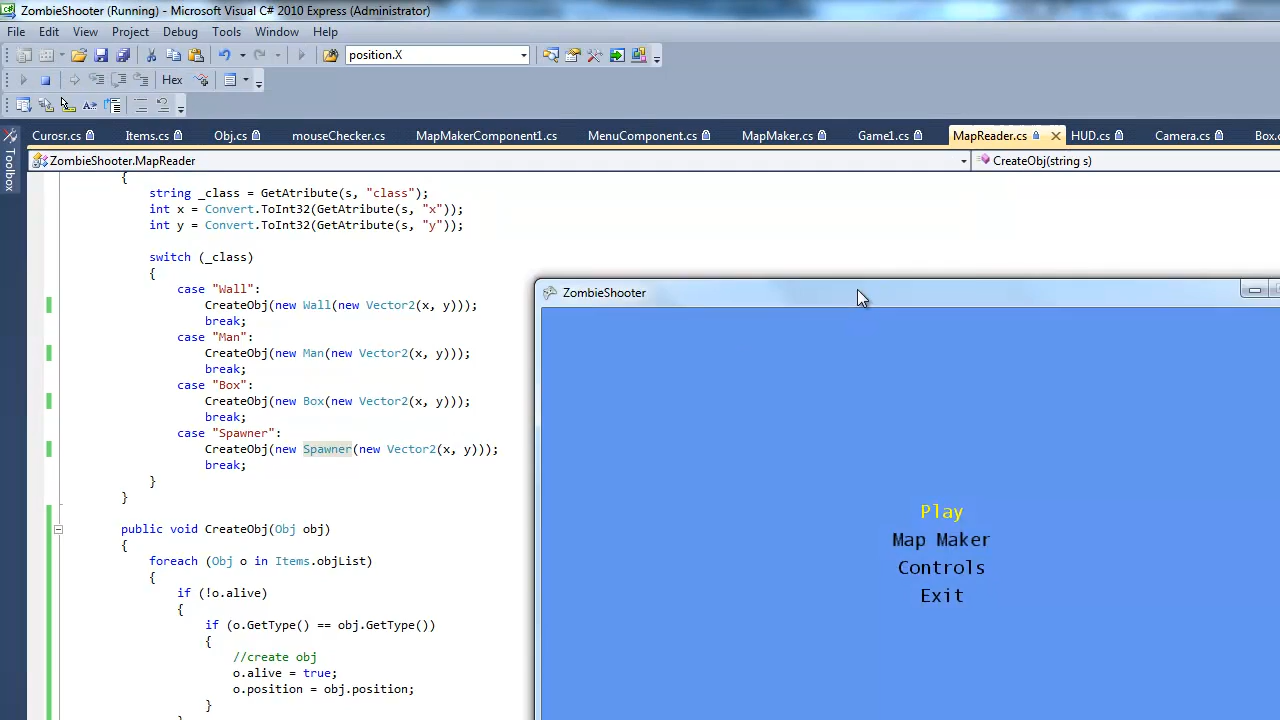 ZombieShooter (Running) - Microsoft Visual C# 2010 Express (Administrator)
File Edit View Project Debug Tools Window Help
position.X
Hex
Curosr.cs Items.cs Obj.cs mouseChecker.cs MapMakerComponent1.cs MenuComponent.cs MapMaker.cs Game1.cs MapReader.cs HUD.cs Camera.cs Box.c
ZombieShooter.MapReader CreateObj(string s)
Toolbox
{
string _class = GetAtribute(s, "class");
int x = Convert.ToInt32(GetAtribute(s, "x"));
int y = Convert.ToInt32(GetAtribute(s, "y"));
switch (_class)
{
case "Wall":
CreateObj(new Wall(new Vector2(x, y)));
break;
case "Man":
CreateObj(new Man(new Vector2(x, y)));
break;
case "Box":
CreateObj(new Box(new Vector2(x, y)));
break;
case "Spawner":
CreateObj(new Spawner(new Vector2(x, y)));
break;
}
}
public void CreateObj(Obj obj)
{
foreach (Obj o in Items.objList)
{
if (!o.alive)
{
if (o.GetType() == obj.GetType())
{
//create obj
o.alive = true;
o.position = obj.position;
}
}
ZombieShooter
Play
Map Maker
Controls
Exit